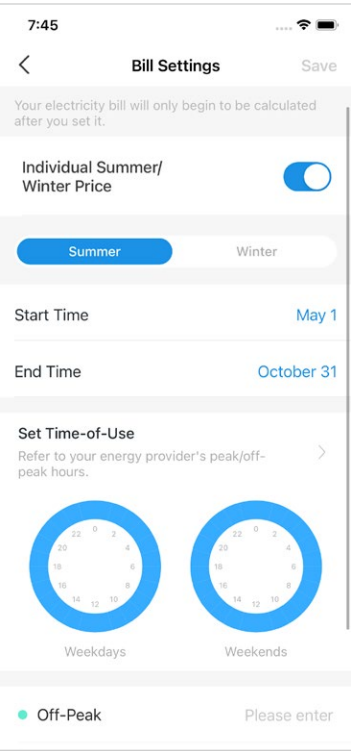 7:45
Bill Settings
Save
Your electricity bill will only begin to be calculated
after you set it.
Individual Summer/
Winter Price
Summer
Winter
Start Time
May 1
End Time
October 31
Set Time-of-Use
Refer to your energy provider's peak/off-
peak hours.
0
2
4
6
8
10
12
14
16
18
20
22
0
2
4
6
8
10
12
14
16
18
20
22
Weekdays
Weekends
Off-Peak
Please enter